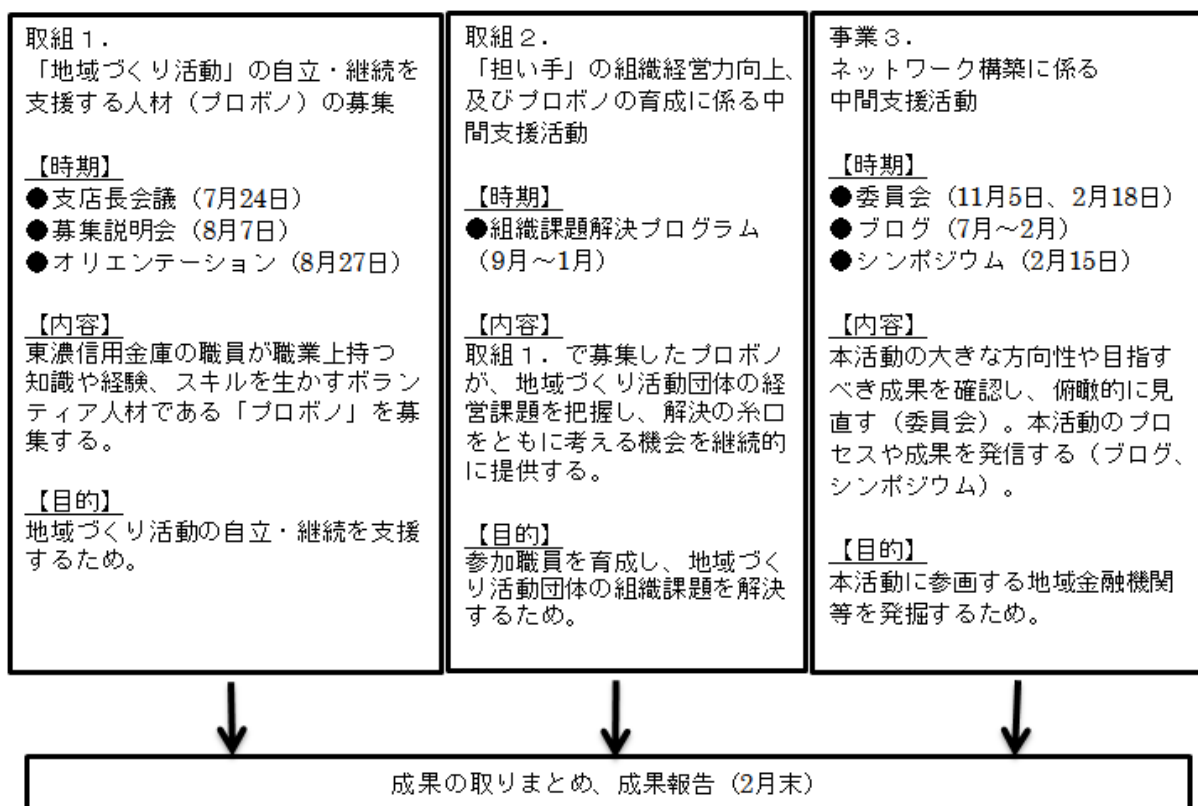 取組１．
「地域づくり活動」の自立・継続を
支援する人材（プロボノ）の募集
【時期】
●支店長会議（7月24日）
●募集説明会（8月7日）
●オリエンテーション（8月27日）
【内容】
東濃信用金庫の職員が職業上持つ
知識や経験、スキルを生かすボラン
ティア人材である「プロボノ」を募
集する。
【目的】
地域づくり活動の自立・継続を支援
するため。
取組２．
「担い手」の組織経営力向上、
及びプロボノの育成に係る中
間支援活動
【時期】
●組織課題解決プログラム
（9月～1月）
【内容】
取組１．で募集したプロボノ
が、地域づくり活動団体の経
営課題を把握し、解決の糸口
をともに考える機会を継続的
に提供する。
【目的】
参加職員を育成し、地域づく
り活動団体の組織課題を解決
するため。
事業３．
ネットワーク構築に係る
中間支援活動
【時期】
●委員会（11月5日、2月18日）
●ブログ（7月～2月）
●シンポジウム（2月15日）
【内容】
本活動の大きな方向性や目指す
べき成果を確認し、俯瞰的に見
直す（委員会）。本活動のプロ
セスや成果を発信する（ブログ、
シンポジウム）。
【目的】
本活動に参画する地域金融機関
等を発掘するため。
成果の取りまとめ、成果報告（2月末）